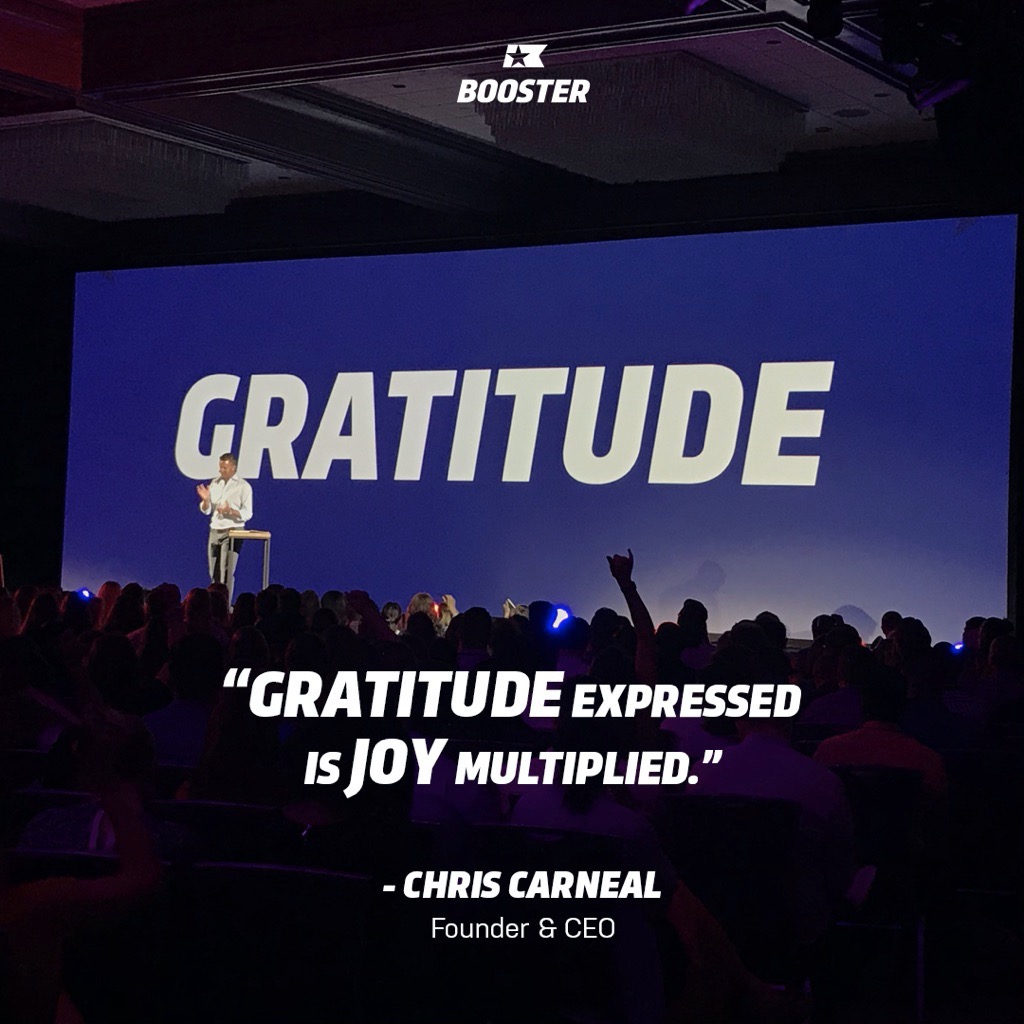 BOOSTER
GRATITUDE
“GRATITUDE EXPRESSED
IS JOY MULTIPLIED.”
- CHRIS CARNEAL
Founder & CEO